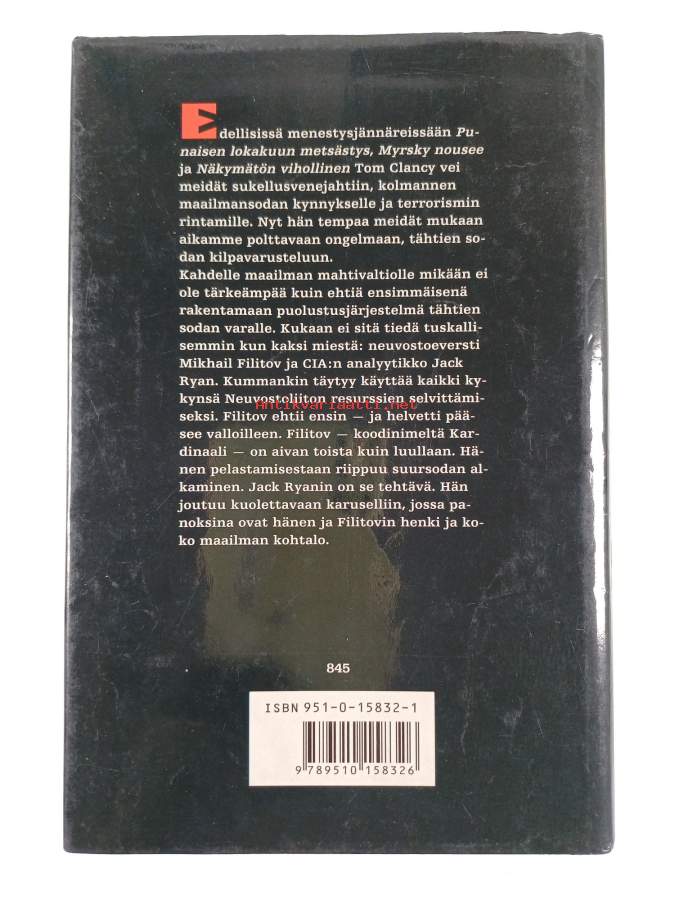 Edellisissä menestysjännäreissään Pu-
naisen lokakuun metsästys, Myrsky nousee
ja Näkymätön vihollinen Tom Clancy vei
meidät sukellusvenejahtiin, kolmannen
maailmansodan kynnykselle ja terrorismin
rintamille. Nyt hän tempaa meidät mukaan
aikamme polttavaan ongelmaan, tähtien so-
dan kilpavarusteluun.
Kahdelle maailman mahtivaltiolle mikään ei
ole tärkeämpää kuin ehtiä ensimmäisenä
rakentamaan puolustusjärjestelmä tähtien
sodan varalle. Kukaan ei sitä tiedä tuskalli-
semmin kun kaksi miestä: neuvostoeversti
Mikhail Filitov ja CIA:n analyytikko Jack
Ryan. Kummankin täytyy käyttää kaikki ky-
kynsä Neuvostoliiton resurssien selvittämi-
Antikvariaatti.net
seksi. Filitov ehtii ensin — ja helvetti pää-
see valloilleen. Filitov — koodinimeltä Kar-
dinaali — on aivan toista kuin luullaan. Hä-
nen pelastamisestaan riippuu suursodan al-
kaminen. Jack Ryanin on se tehtävä. Hän
joutuu kuolettavaan karuselliin, jossa pa-
noksina ovat hänen ja Filitovin henki ja ko-
ko maailman kohtalo.
845
ISBN 951-0-15832-1
9 789510 158326